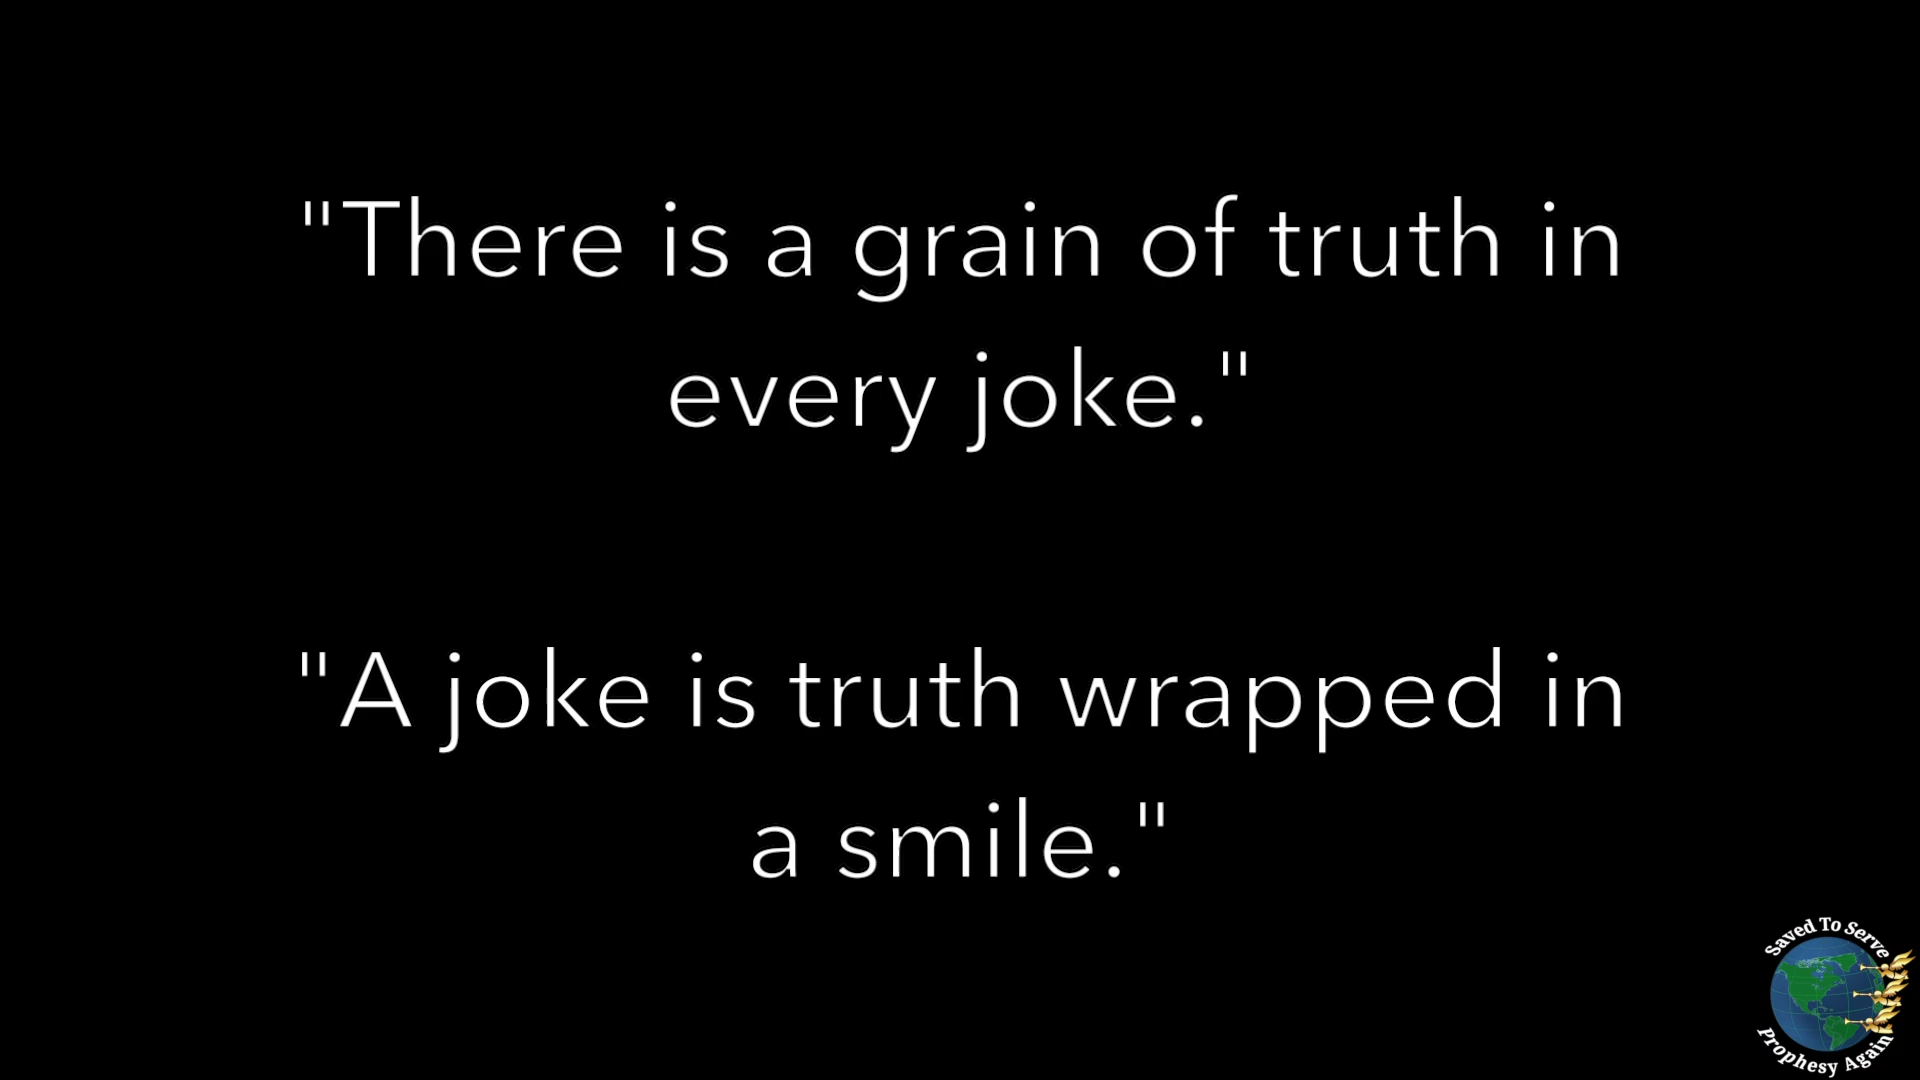 "There is a grain of truth in
every joke."
"A joke is truth wrapped in
a smile."
Saved To Serve
Prophesy Again